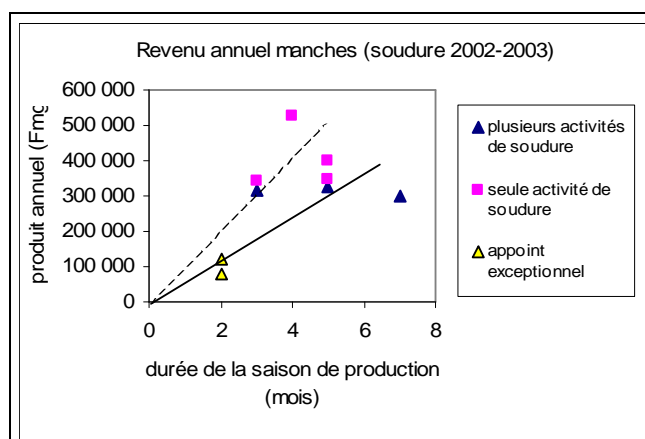 Revenu annuel manches (soudure 2002-2003)
produit annuel (Fmg
600 000
500 000
400 000
300 000
200 000
100 000
0
0 2 4 6 8
durée de la saison de production
(mois)
plusieurs activités
de soudure
seule activité de
soudure
appoint
exceptionnel